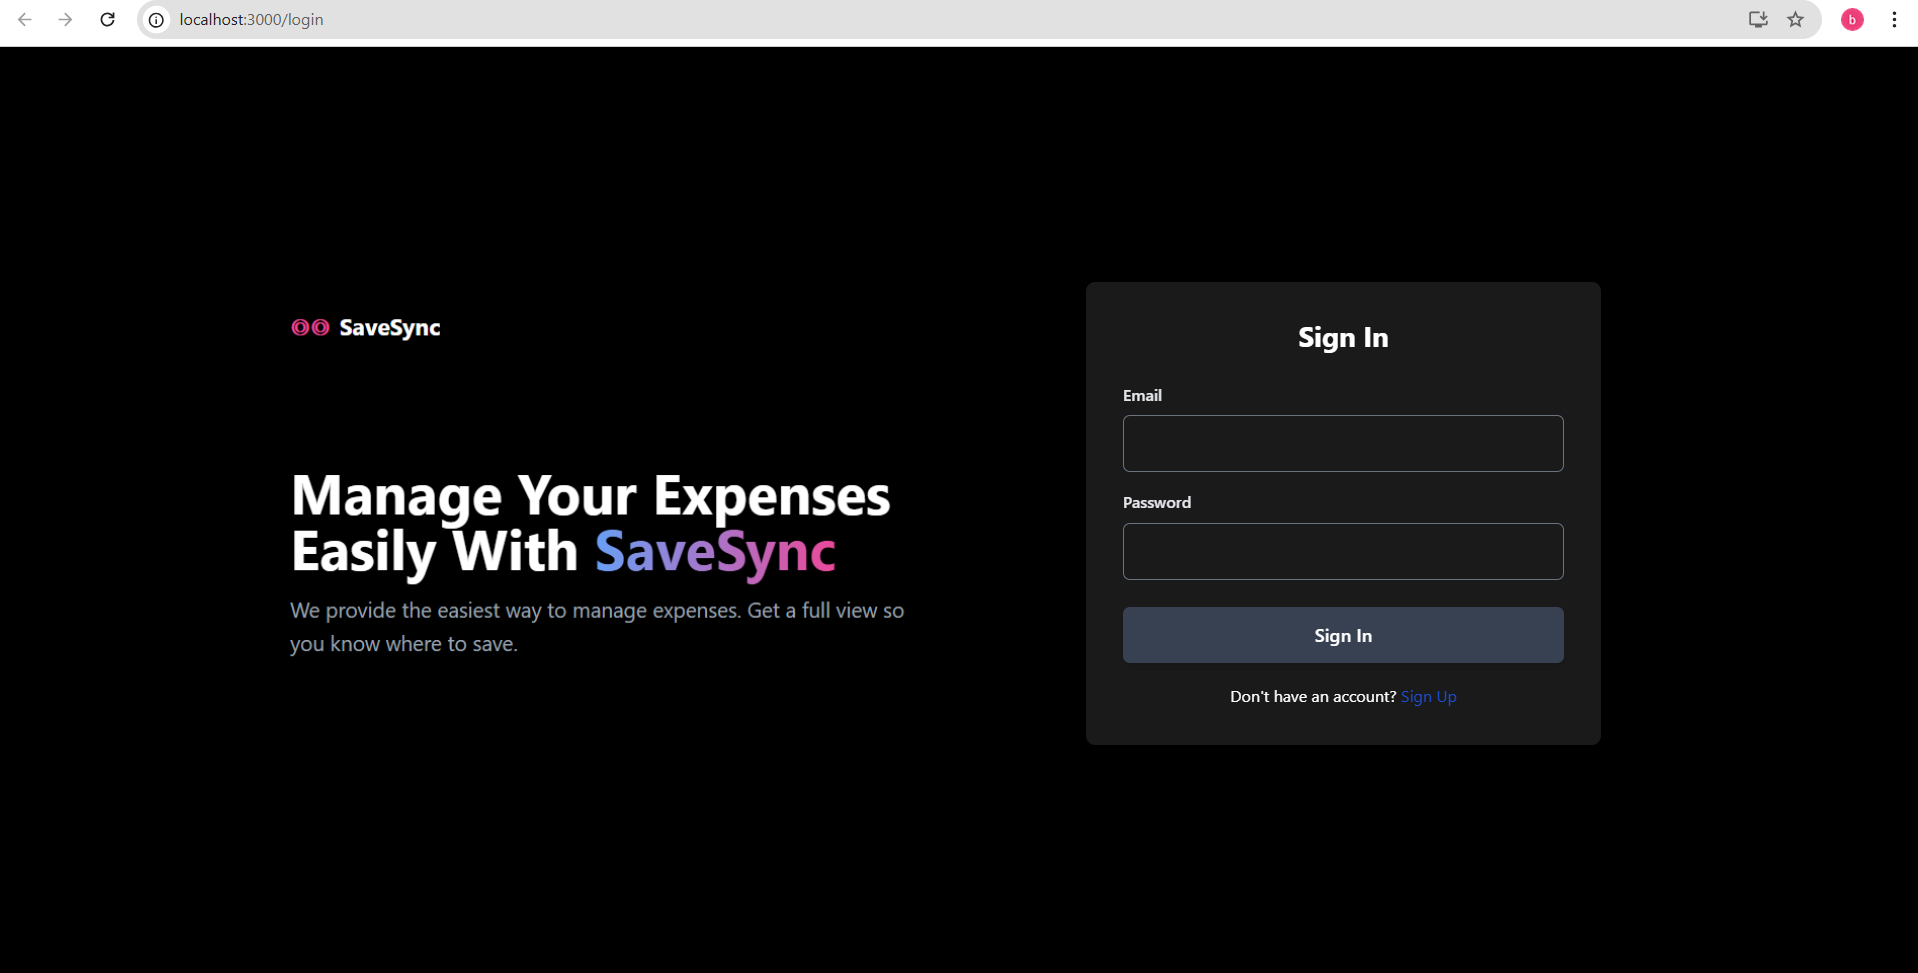 localhost:3000/login
b
SaveSync
Manage Your Expenses
Easily With SaveSync
We provide the easiest way to manage expenses. Get a full view so
you know where to save.
Sign In
Email
Password
Sign In
Don't have an account? Sign Up